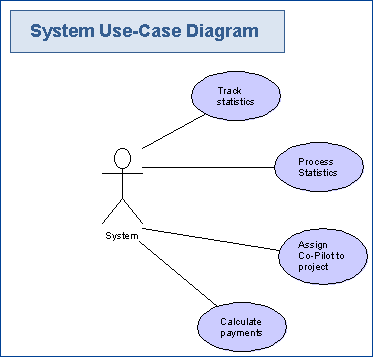 System Use-Case Diagram
Track
statistics
Process
Statistics
System
Assign
Co-Pilot to
project
Calculate
payments